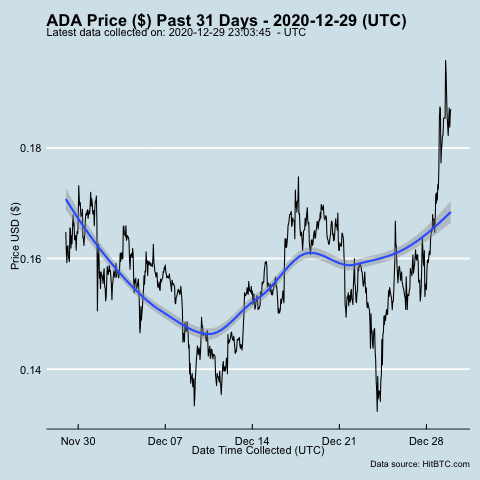 ADA Price ($) Past 31 Days - 2020-12-29 (UTC)
Latest data collected on: 2020-12-29 23:03:45 - UTC
Price USD ($)
0.18
0.16
0.14
Nov 30 Dec 07 Dec 14 Dec 21 Dec 28
Date Time Collected (UTC)
Data source: HitBTC.com